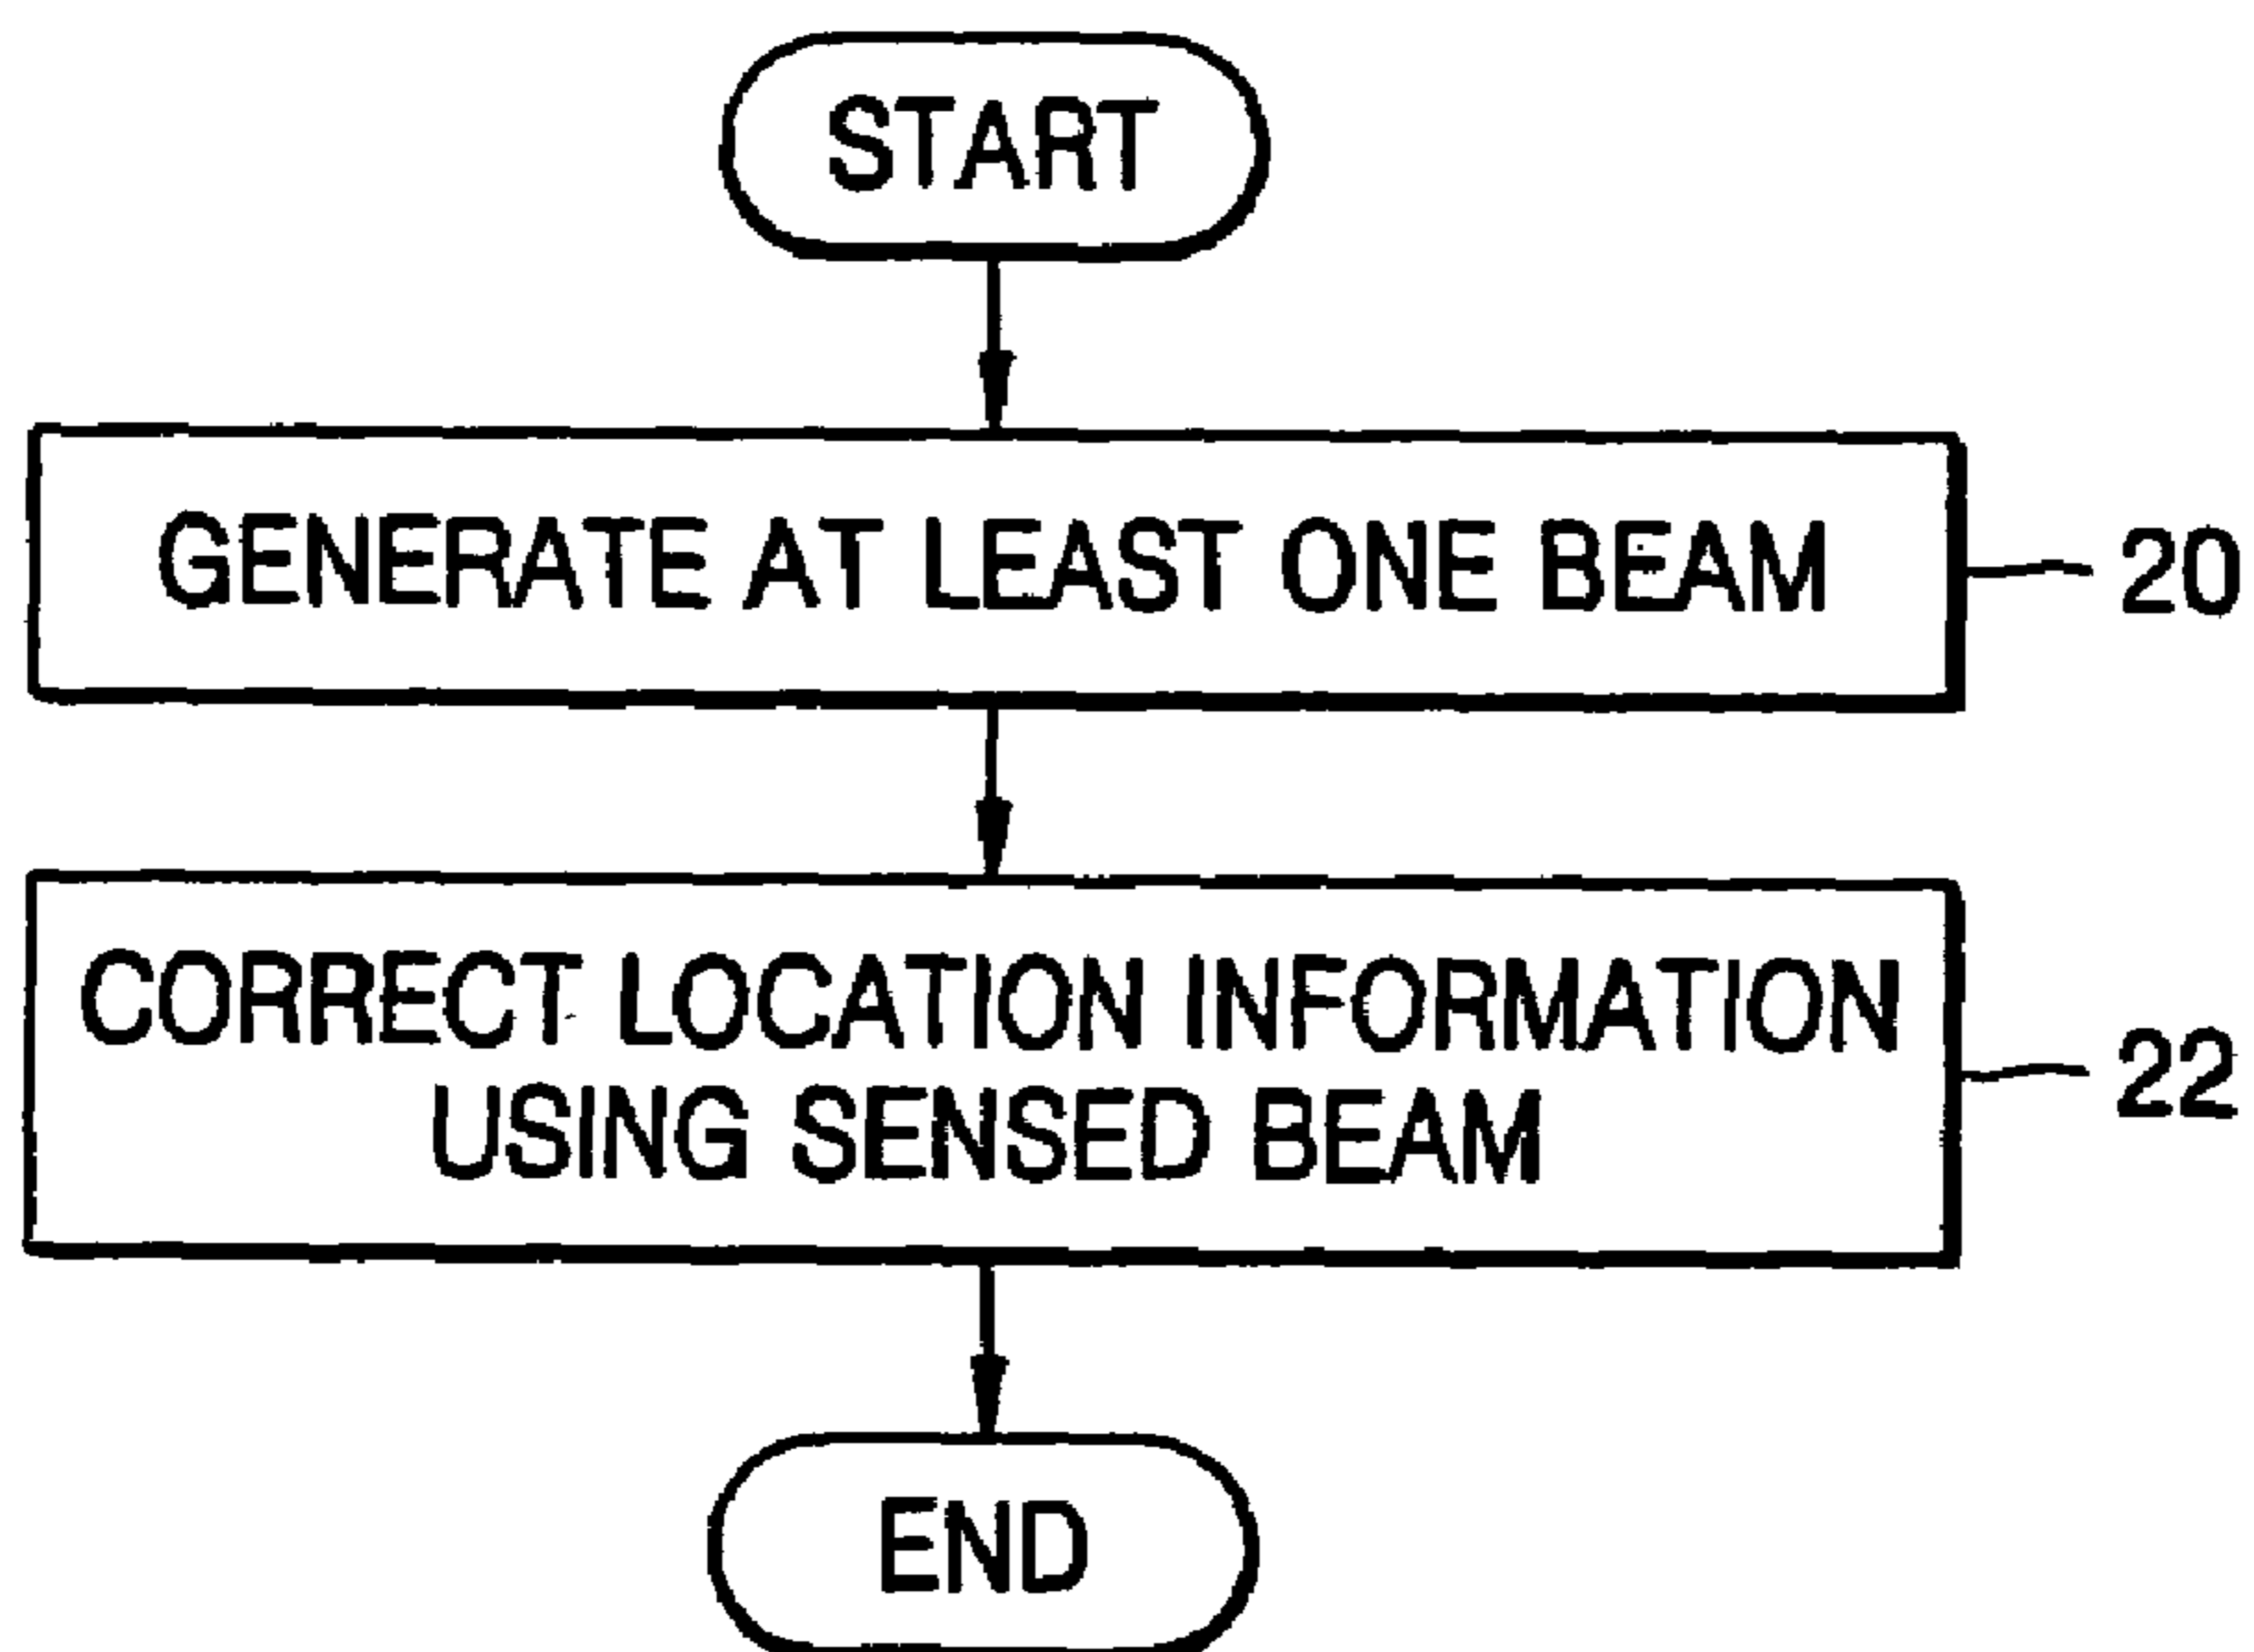 START
GENERATE AT LEAST ONE BEAM
20
CORRECT LOCATION INFORMATION
USING SENSED BEAM
22
END